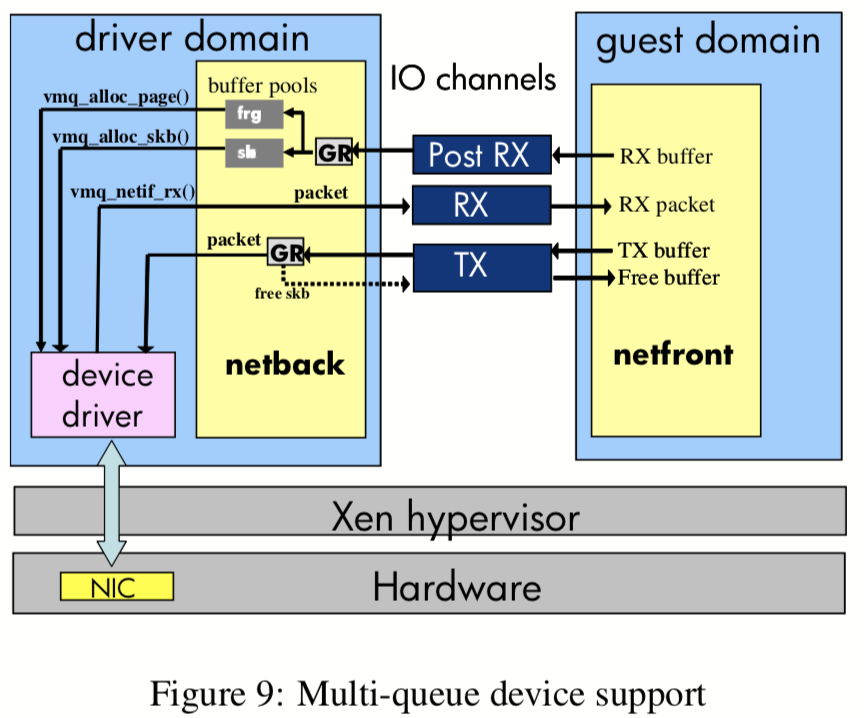 driver domain
guest domain
IO channels
buffer pools
vmq_alloc_page()
frg
vmq_alloc_skb()
GR
Post RX
RX buffer
vmq_netif_rx()
packet
RX
RX packet
packet
GR
TX
TX buffer
Free buffer
free skb
netback
netfront
device
driver
Xen hypervisor
NIC
Hardware
Figure 9: Multi-queue device support